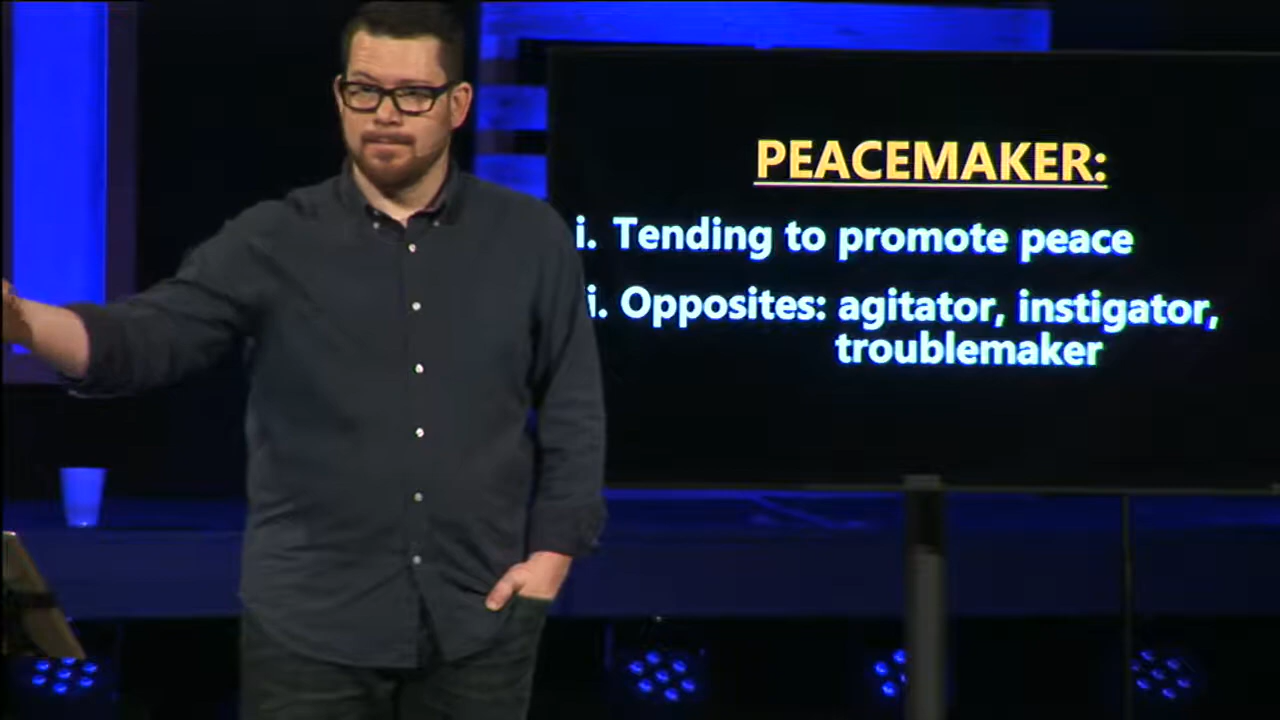 PEACEMAKER:
i. Tending to promote peace
i. Opposites: agitator, instigator,
troublemaker